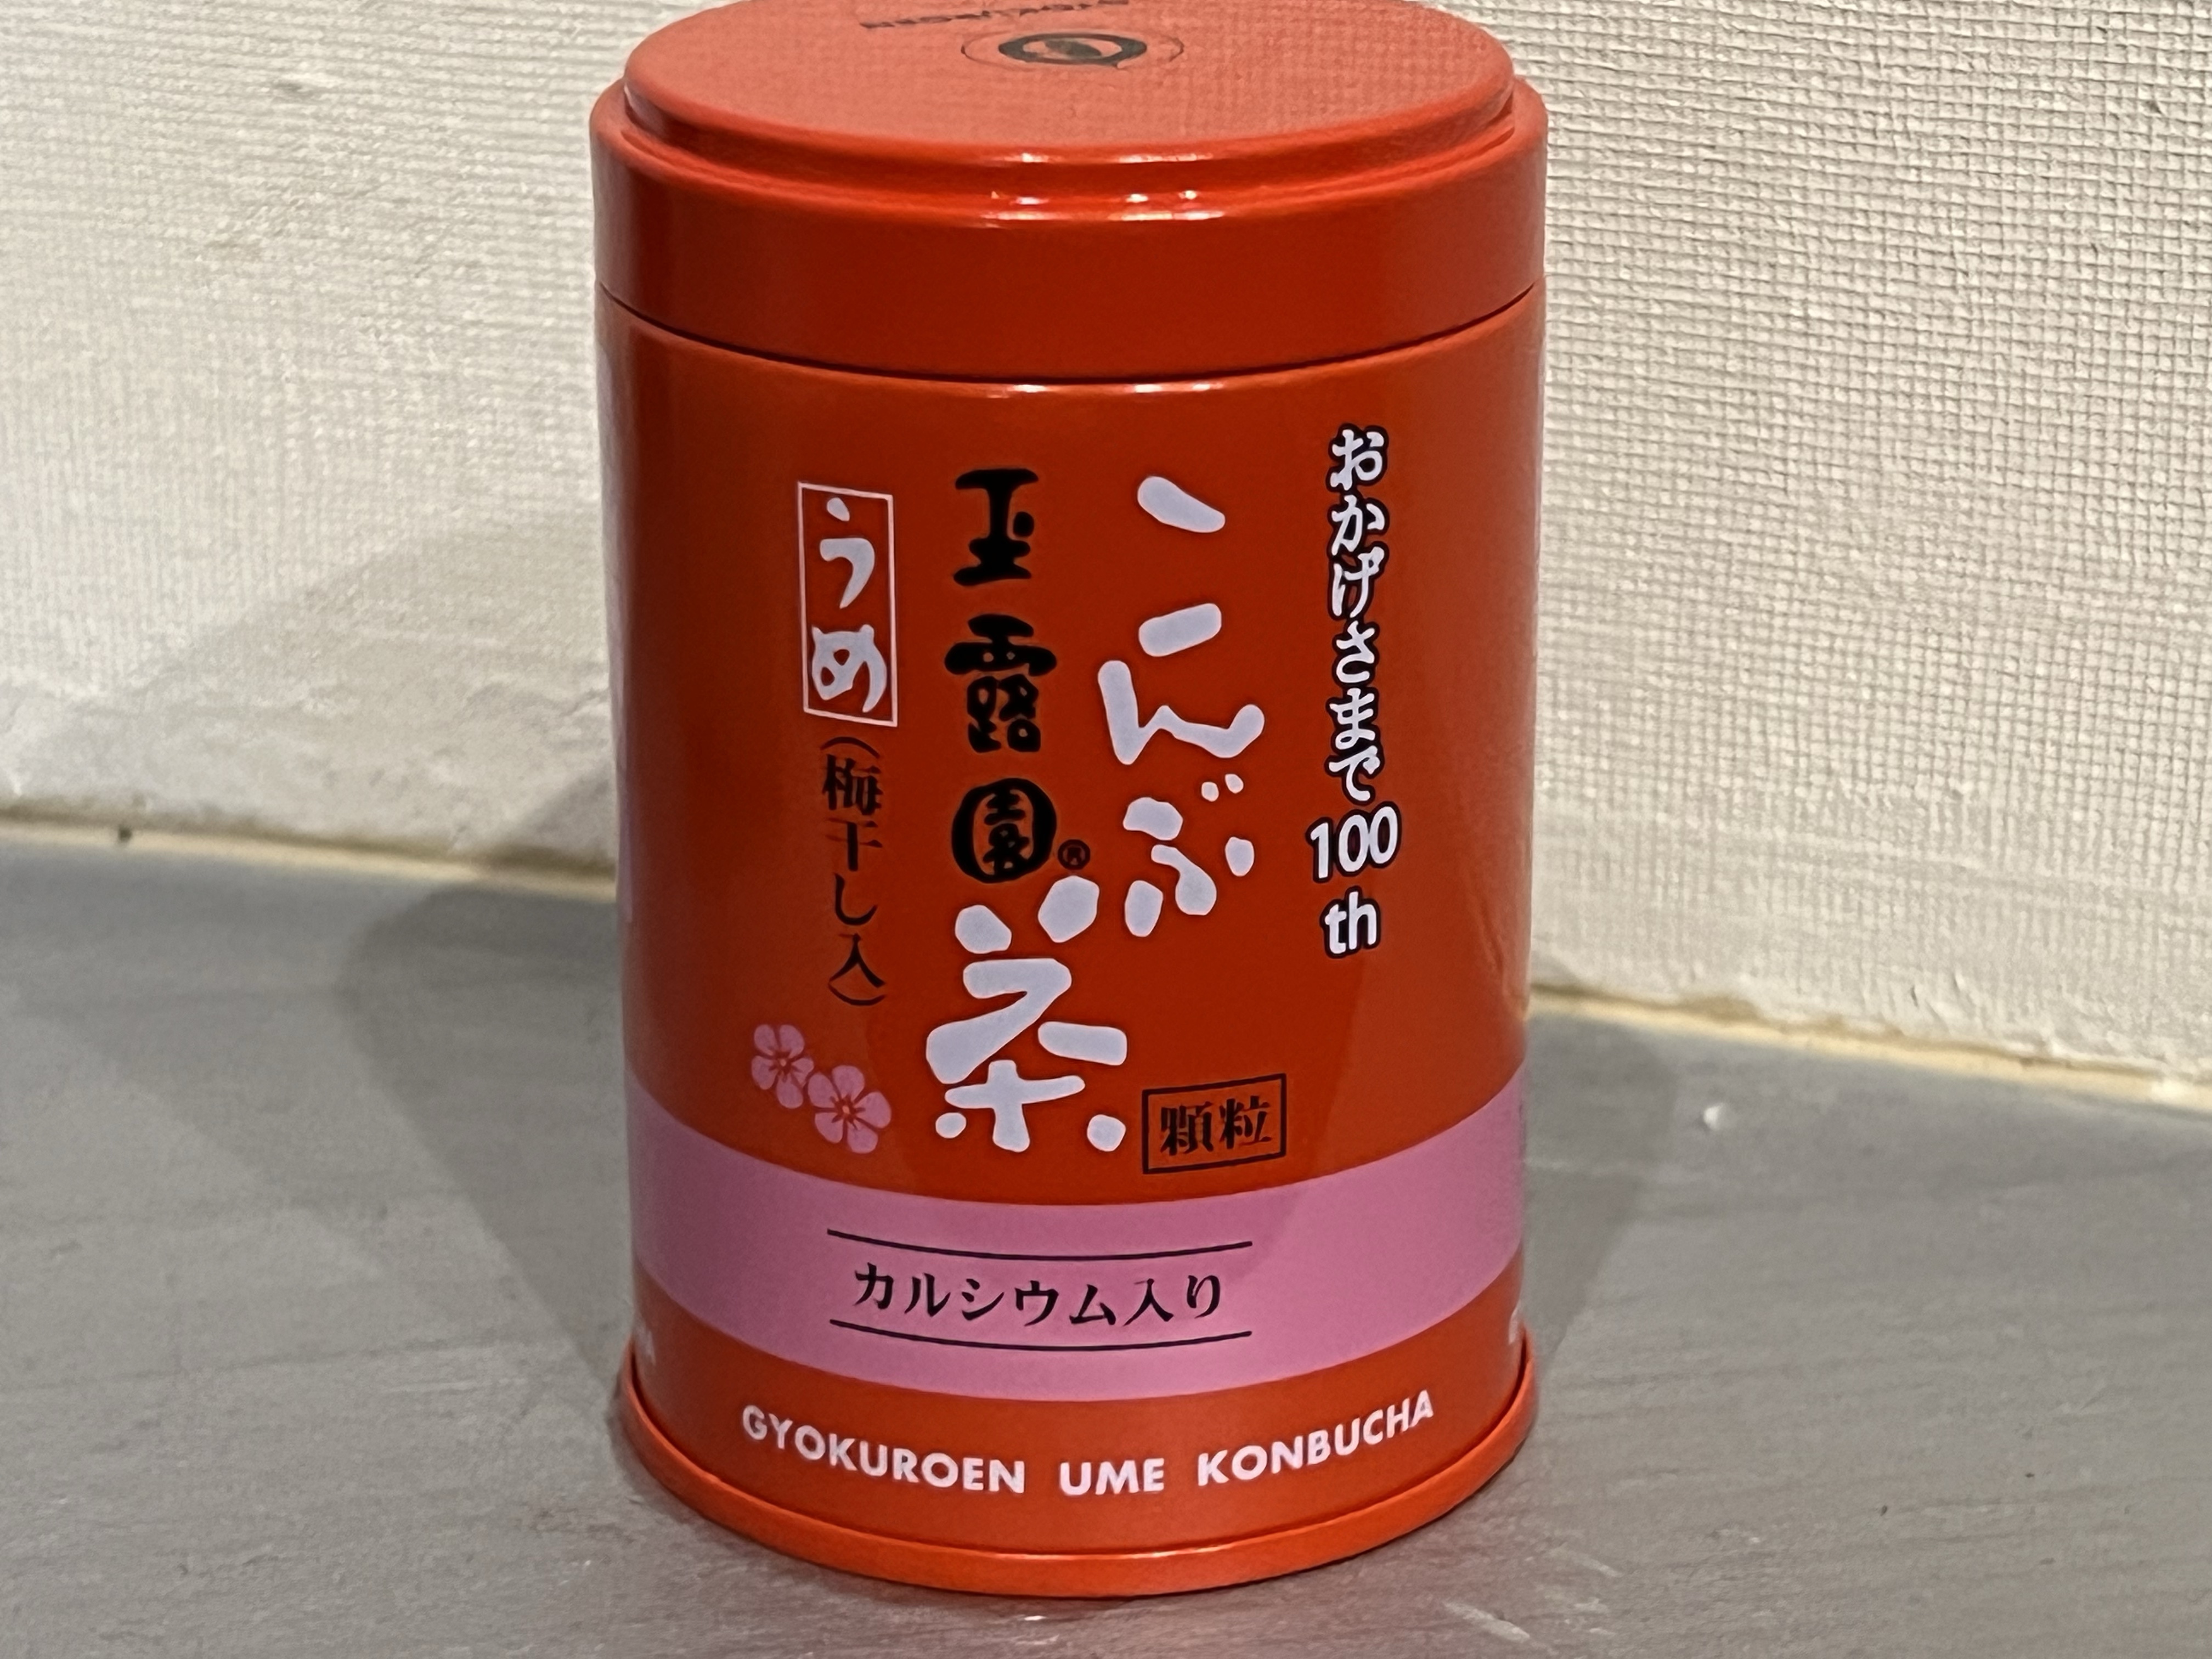 GYOKUROEN
おかげさまで100th
こんぶ茶
顆粒
玉露園®
うめ
(梅干し入)
カルシウム入り
GYOKUROEN UME KONBUCHA